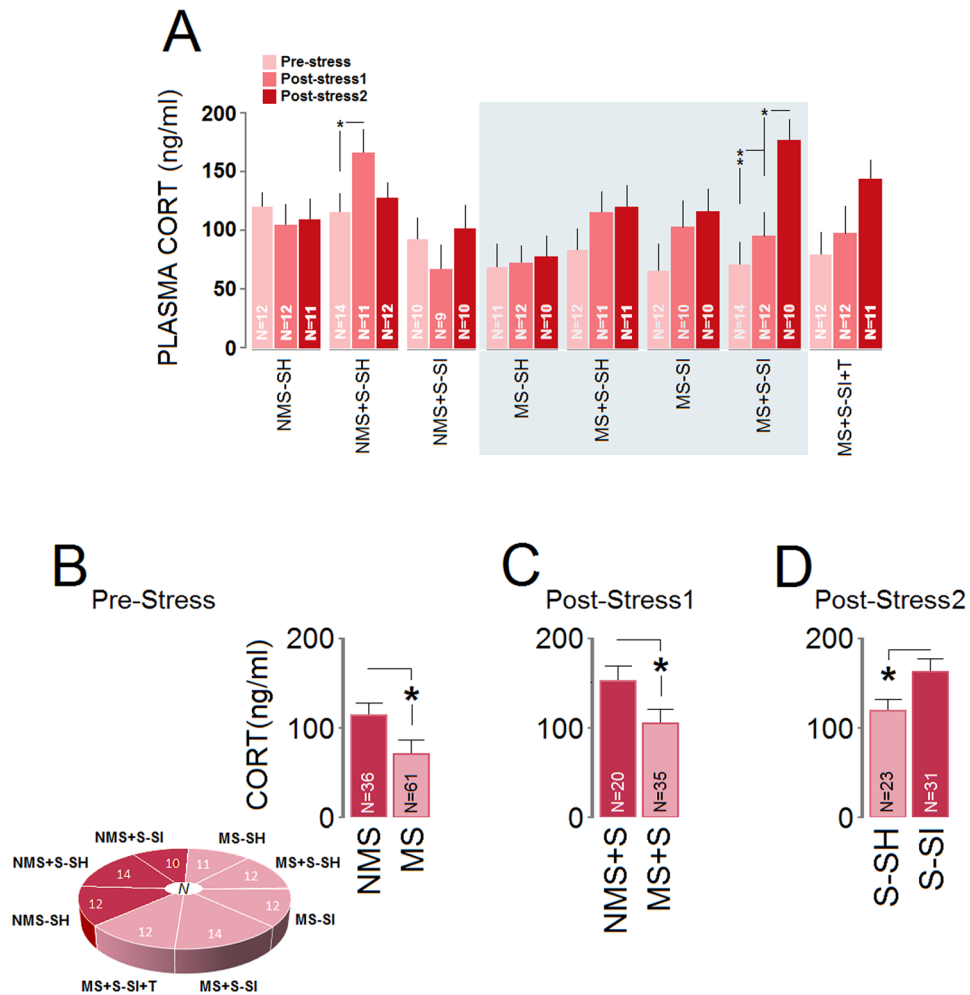 A
Pre-stress
Post-stress1
Post-stress2
PLASMA CORT (ng/ml)
200
150
100
50
0
* * * * *
N=12 N=12 N=11 N=14 N=11 N=12 N=10 N=9 N=10 N=11 N=12 N=10 N=12 N=12 N=11 N=12 N=10 N=10 N=14 N=12 N=10 N=12 N=12 N=11
NMS-SH NMS+S-SH NMS+S-SI MS-SH MS+S-SH MS-SI MS+S-SI MS+S-SI+T
B
Pre-Stress
CORT(ng/ml)
200
100
0
*
N=36 N=61
NMS MS
NMS+S-SI MS-SH
NMS+S-SH MS+S-SH
NMS-SH MS-SI
MS+S-SI+T MS+S-SI
10 11
14 12
N
12 12
12 14
C
Post-Stress1
200
100
0
*
N=20 N=35
NMS+S MS+S
D
Post-Stress2
200
100
0
*
N=23 N=31
S-SH S-SI